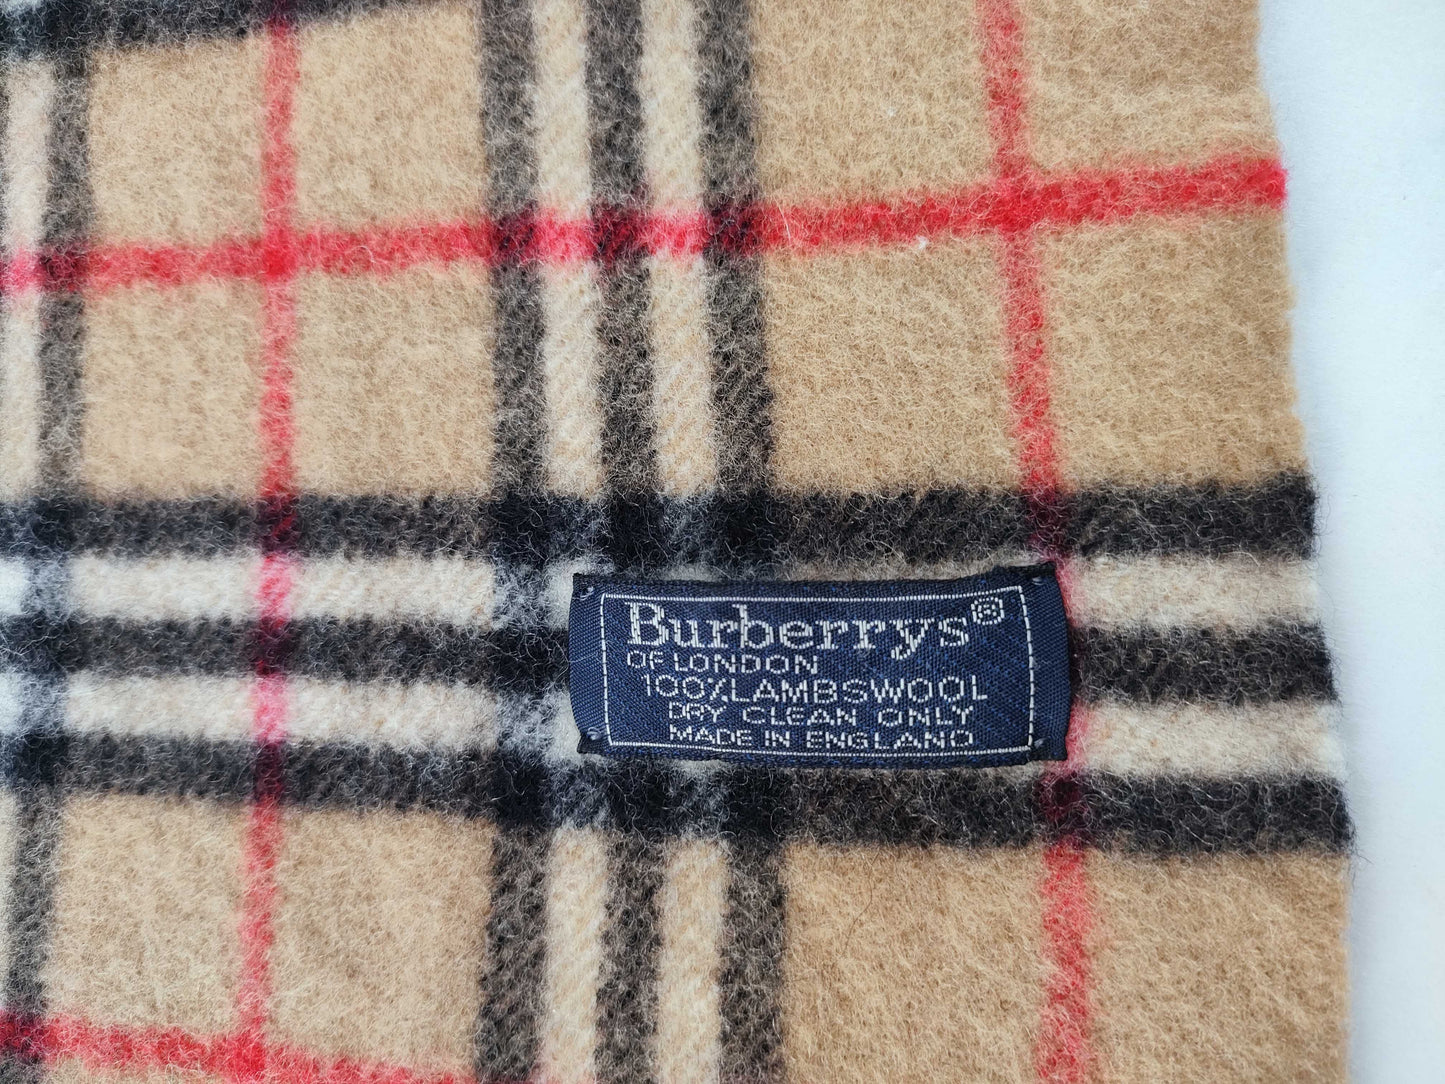 Burberrys®
OF LONDON
100% LAMBSWOOL
DRY CLEAN ONLY
MADE IN ENGLAND